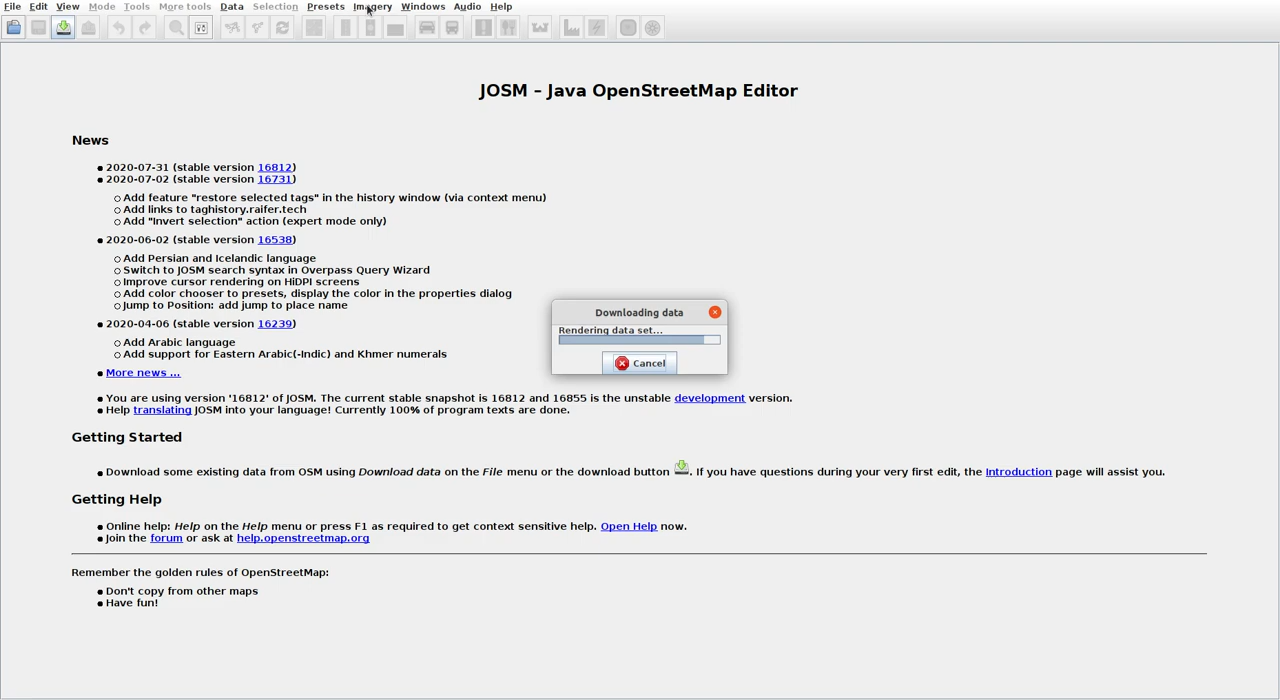 File Edit View Mode Tools More tools Data Selection Presets Imagery Windows Audio Help
JOSM – Java OpenStreetMap Editor
News
2020-07-31 (stable version 16812)
2020-07-02 (stable version 16731)
Add feature "restore selected tags" in the history window (via context menu)
Add links to taghistory.raifer.tech
Add "Invert selection" action (expert mode only)
2020-06-02 (stable version 16538)
Add Persian and Icelandic language
Switch to JOSM search syntax in Overpass Query Wizard
Improve cursor rendering on HiDPI screens
Add color chooser to presets, display the color in the properties dialog
Jump to Position: add jump to place name
2020-04-06 (stable version 16239)
Add Arabic language
Add support for Eastern Arabic(-Indic) and Khmer numerals
More news ...
Downloading data
Rendering data set...
Cancel
You are using version '16812' of JOSM. The current stable snapshot is 16812 and 16855 is the unstable development version.
Help translating JOSM into your language! Currently 100% of program texts are done.
Getting Started
Download some existing data from OSM using Download data on the File menu or the download button . If you have questions during your very first edit, the Introduction page will assist you.
Getting Help
Online help: Help on the Help menu or press F1 as required to get context sensitive help. Open Help now.
Join the forum or ask at help.openstreetmap.org
Remember the golden rules of OpenStreetMap:
Don't copy from other maps
Have fun!